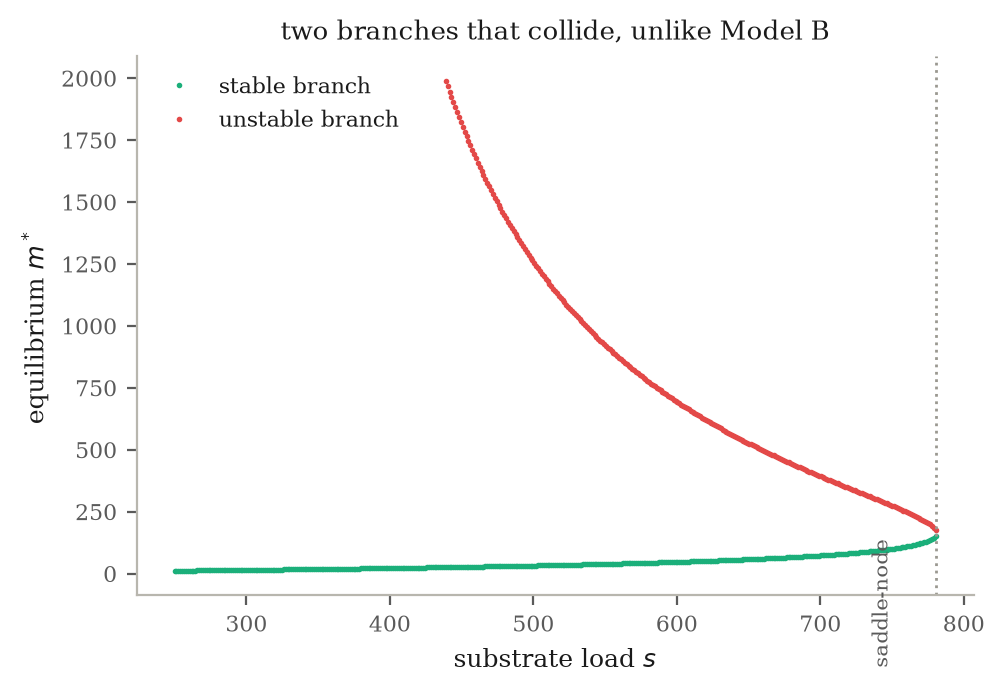 two branches that collide, unlike Model B
stable branch
unstable branch
equilibrium m*
2000
1750
1500
1250
1000
750
500
250
0
saddle-node
300
400
500
600
700
800
substrate load s